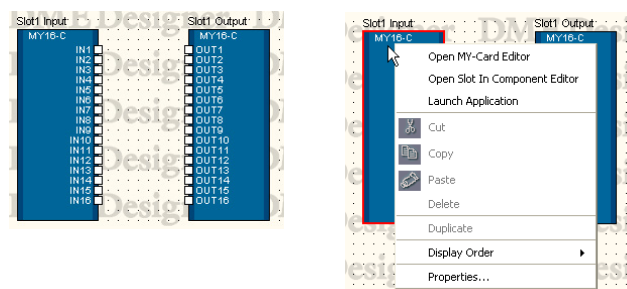 Slot1 Input
MY16-C
IN1
IN2
IN3
IN4
IN5
IN6
IN7
IN8
IN9
IN10
IN11
IN12
IN13
IN14
IN15
IN16
Slot1 Output
MY16-C
OUT1
OUT2
OUT3
OUT4
OUT5
OUT6
OUT7
OUT8
OUT9
OUT10
OUT11
OUT12
OUT13
OUT14
OUT15
OUT16
DME Designer
Slot1 Input
MY16-C
Slot1 Output
MY16-C
Open MY-Card Editor
Open Slot In Component Editor
Launch Application
Cut
Copy
Paste
Delete
Duplicate
Display Order
Properties...